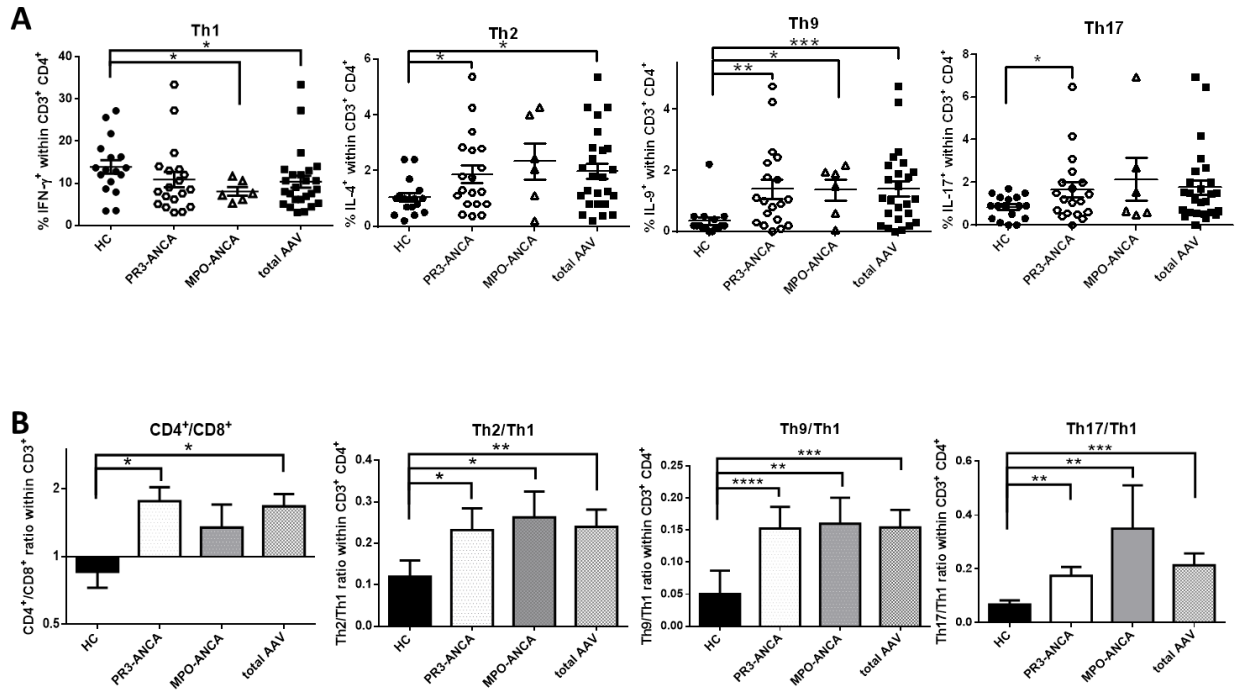 A
Th1
% IFN-γ⁺ within CD3⁺ CD4⁺
40
30
20
10
0
*
*
HC
PR3-ANCA
MPO-ANCA
total AAV
Th2
% IL-4⁺ within CD3⁺ CD4⁺
6
4
2
0
*
*
HC
PR3-ANCA
MPO-ANCA
total AAV
Th9
% IL-9⁺ within CD3⁺ CD4⁺
4
2
0
***
*
**
HC
PR3-ANCA
MPO-ANCA
total AAV
Th17
% IL-17⁺ within CD3⁺ CD4⁺
8
6
4
2
0
*
HC
PR3-ANCA
MPO-ANCA
total AAV
B
CD4⁺/CD8⁺
CD4⁺/CD8⁺ ratio within CD3⁺
2
1
0.5
*
*
HC
PR3-ANCA
MPO-ANCA
total AAV
Th2/Th1
Th2/Th1 ratio within CD3⁺ CD4⁺
0.4
0.3
0.2
0.1
0.0
**
*
*
HC
PR3-ANCA
MPO-ANCA
total AAV
Th9/Th1
Th9/Th1 ratio within CD3⁺ CD4⁺
0.25
0.20
0.15
0.10
0.05
0.00
***
**
****
HC
PR3-ANCA
MPO-ANCA
total AAV
Th17/Th1
Th17/Th1 ratio within CD3⁺ CD4⁺
0.6
0.4
0.2
0.0
***
**
**
HC
PR3-ANCA
MPO-ANCA
total AAV